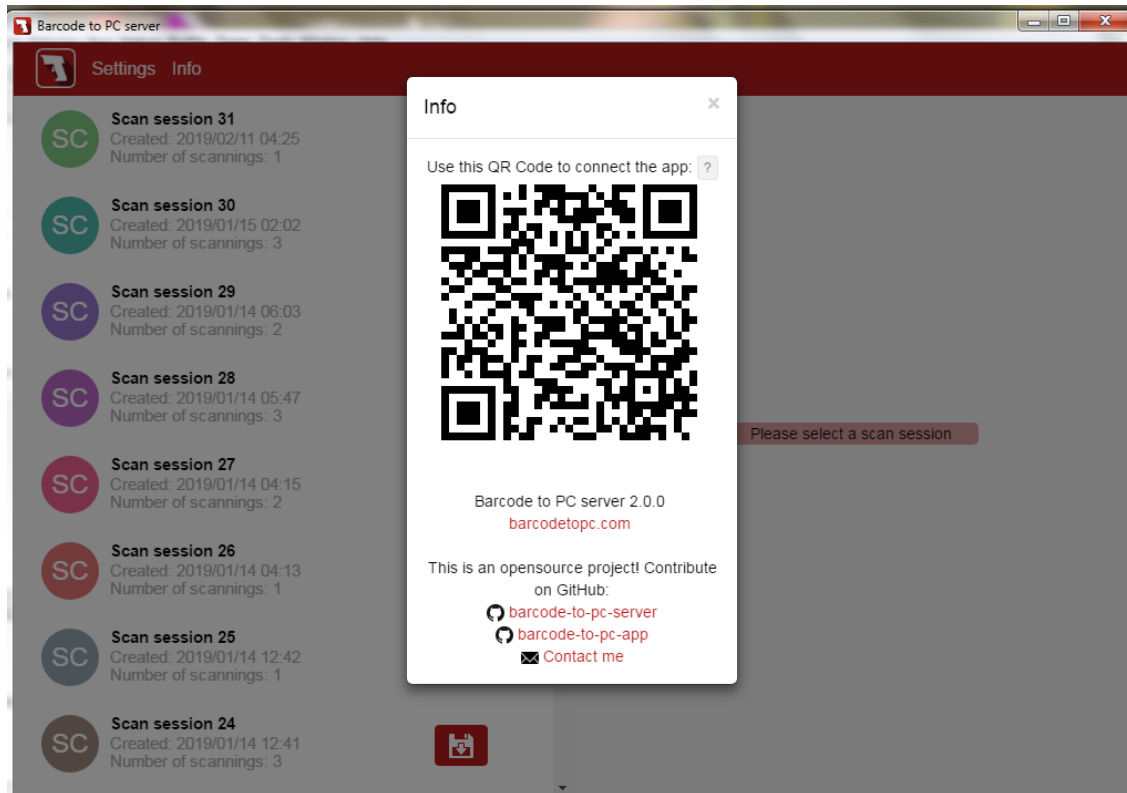 Barcode to PC server
Settings Info
Scan session 31
Created: 2019/02/11 04:25
Number of scannings: 1
Scan session 30
Created: 2019/01/15 02:02
Number of scannings: 3
Scan session 29
Created: 2019/01/14 06:03
Number of scannings: 2
Scan session 28
Created: 2019/01/14 05:47
Number of scannings: 3
Scan session 27
Created: 2019/01/14 04:15
Number of scannings: 2
Scan session 26
Created: 2019/01/14 04:13
Number of scannings: 1
Scan session 25
Created: 2019/01/14 12:42
Number of scannings: 1
Scan session 24
Created: 2019/01/14 12:41
Number of scannings: 3
SC
SC
SC
SC
SC
SC
SC
SC
Info ×
Use this QR Code to connect the app: ?
Barcode to PC server 2.0.0
barcodetopc.com
This is an opensource project! Contribute
on GitHub:
barcode-to-pc-server
barcode-to-pc-app
Contact me
Please select a scan session